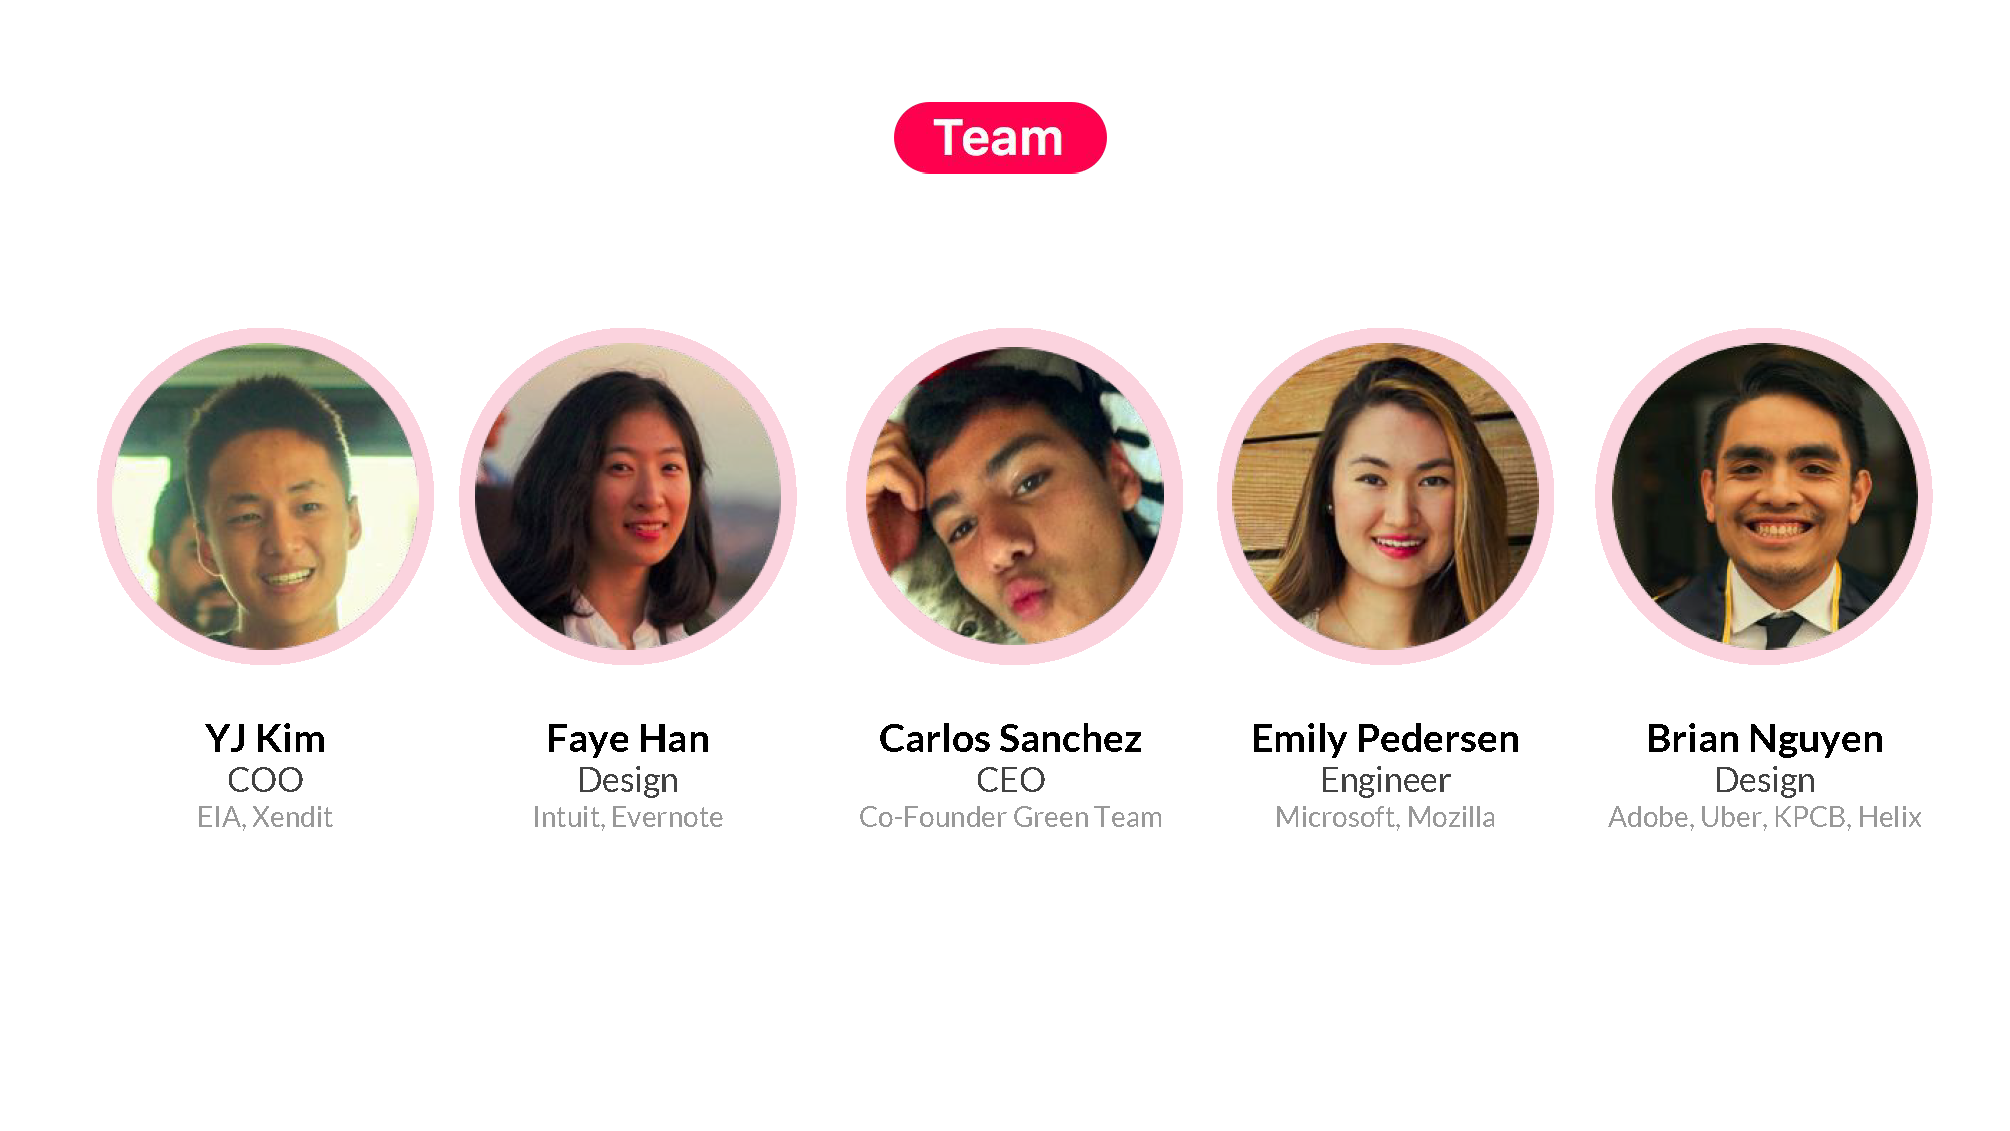 Team
YJ Kim
COO
EIA, Xendit
Faye Han
Design
Intuit, Evernote
Carlos Sanchez
CEO
Co-Founder Green Team
Emily Pedersen
Engineer
Microsoft, Mozilla
Brian Nguyen
Design
Adobe, Uber, KPCB, Helix